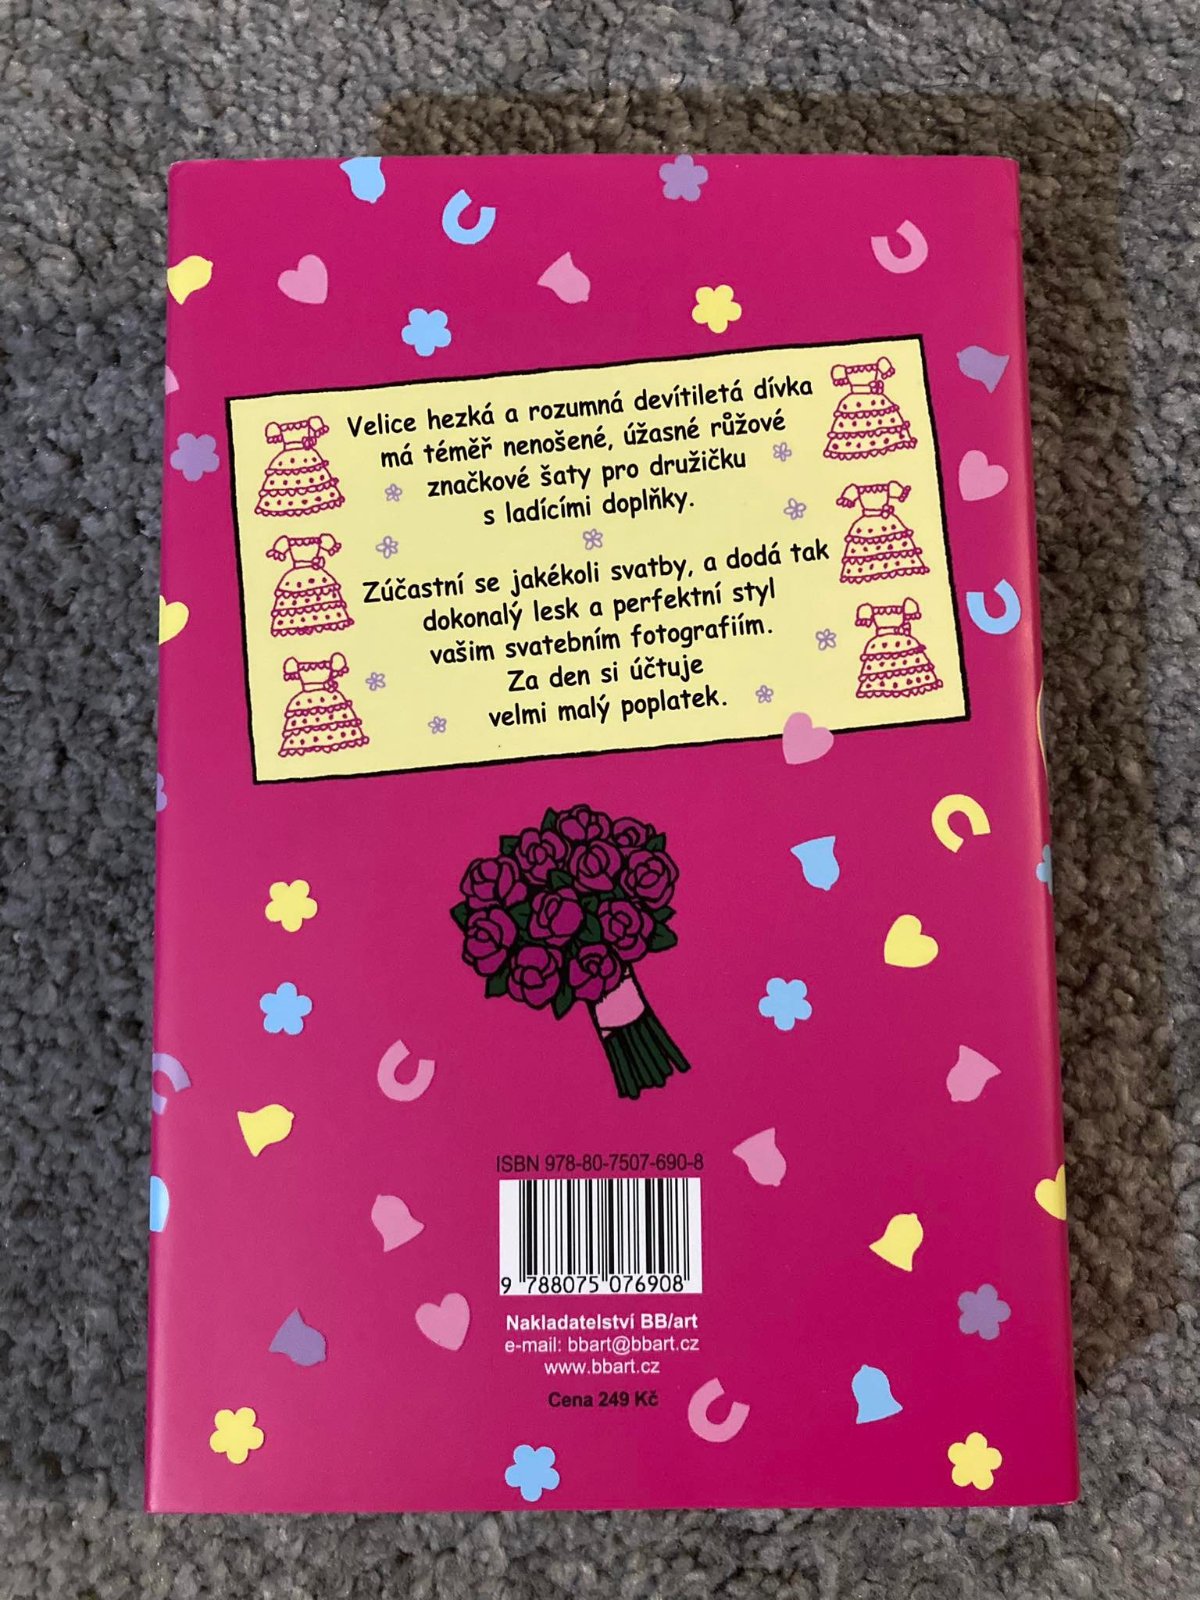 Velice hezká a rozumná devítiletá dívka
má téměř nenošené, úžasné růžové
značkové šaty pro družičku
s ladícími doplňky.
Zúčastní se jakékoli svatby, a dodá tak
dokonalý lesk a perfektní styl
vašim svatebním fotografiím.
Za den si účtuje
velmi malý poplatek.
ISBN 978-80-7507-690-8
9 788075 076908
Nakladatelství BB/art
e-mail: bbart@bbart.cz
www.bbart.cz
Cena 249 Kč